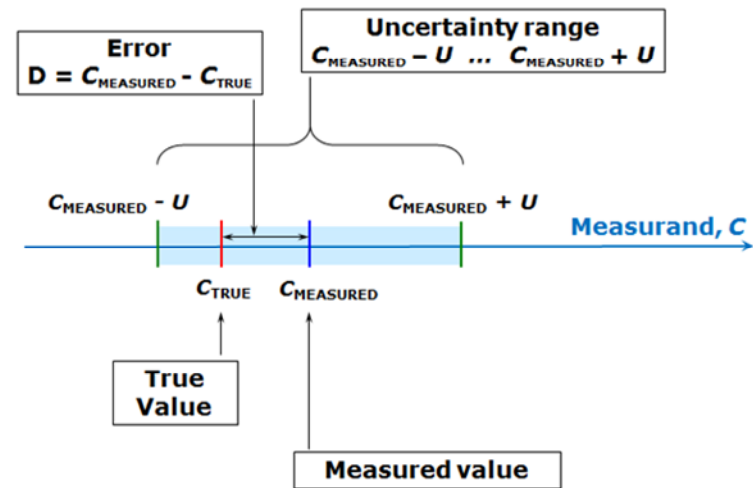 Error
D = CMEASURED - CTRUE
Uncertainty range
CMEASURED – U ... CMEASURED + U
CMEASURED - U
CMEASURED + U
Measurand, C
CTRUE
CMEASURED
True
Value
Measured value